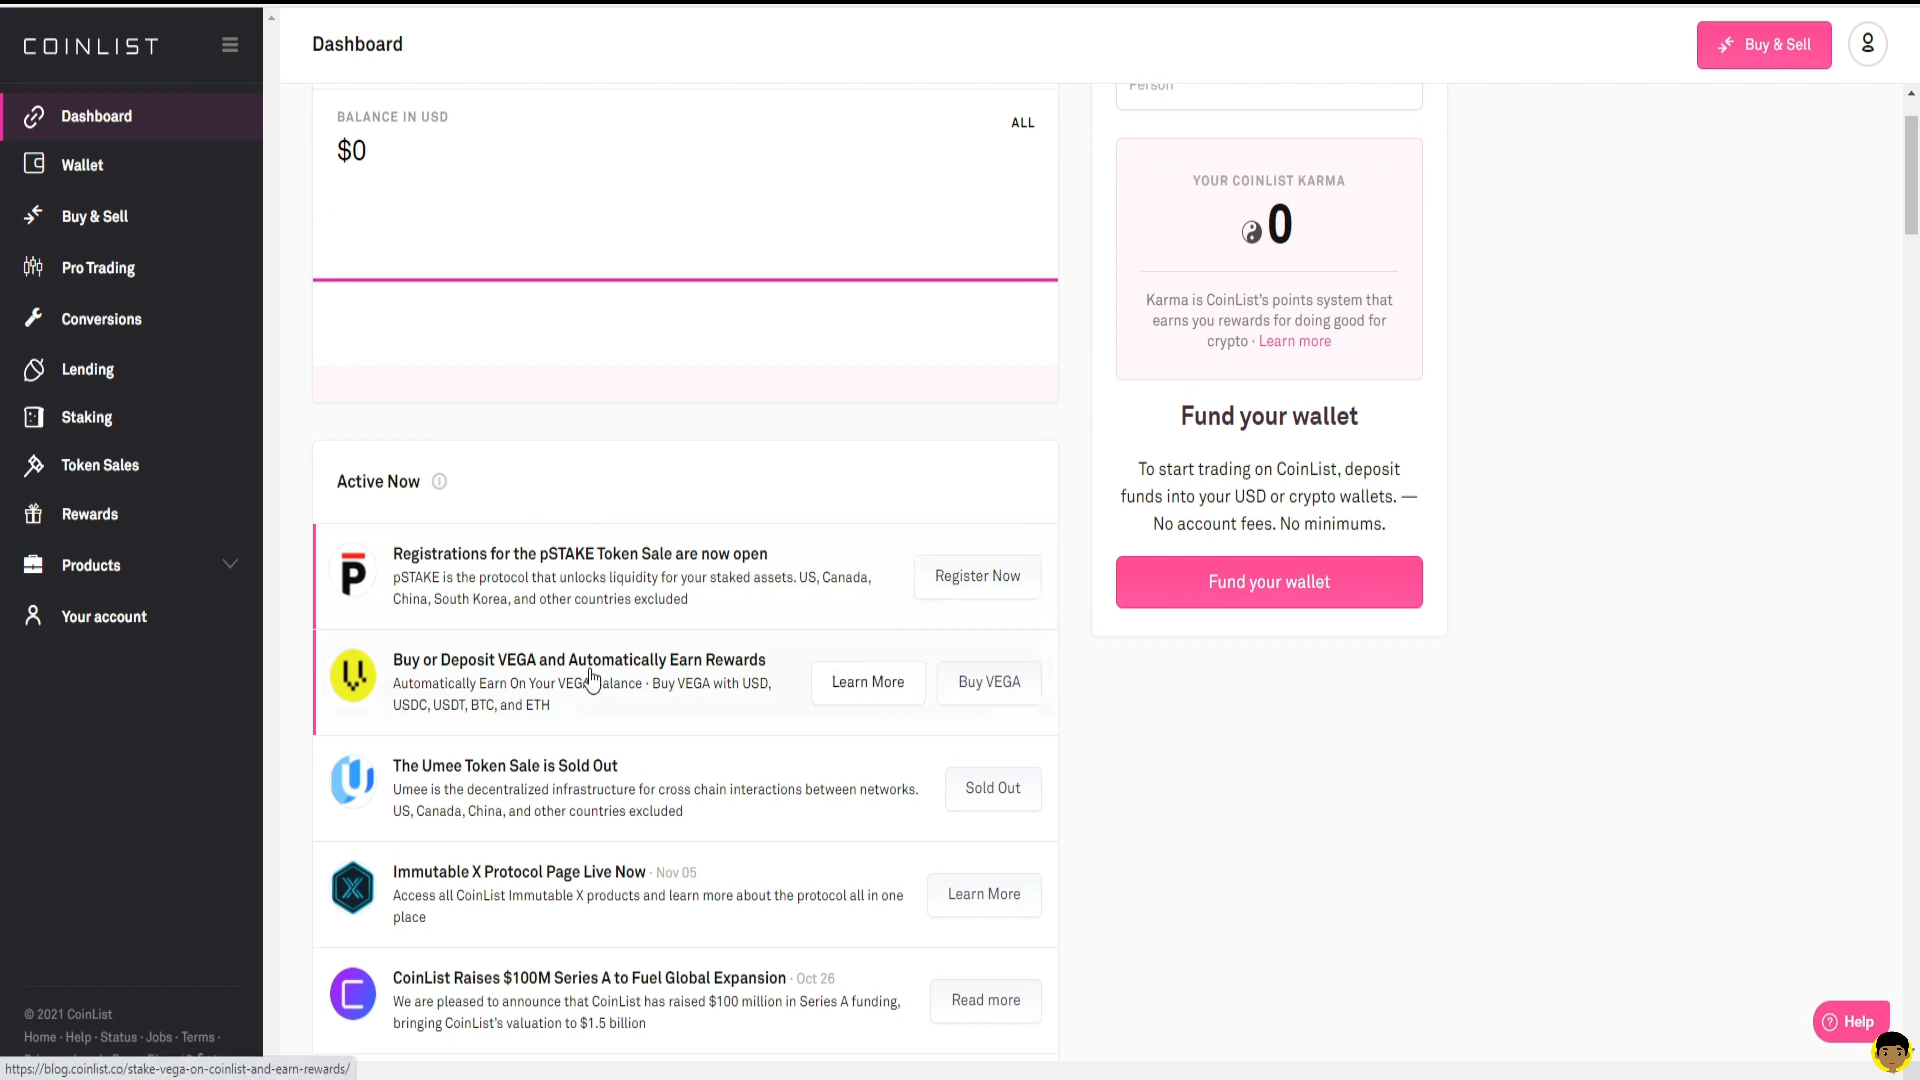 COINLIST
Dashboard
Wallet
Buy & Sell
Pro Trading
Conversions
Lending
Staking
Token Sales
Rewards
Products
Your account
© 2021 CoinList
Home · Help · Status · Jobs · Terms ·
https://blog.coinlist.co/stake-vega-on-coinlist-and-earn-rewards/
Dashboard
Buy & Sell
BALANCE IN USD
ALL
$0
Active Now
Registrations for the pSTAKE Token Sale are now open
pSTAKE is the protocol that unlocks liquidity for your staked assets. US, Canada,
China, South Korea, and other countries excluded
Register Now
Buy or Deposit VEGA and Automatically Earn Rewards
Automatically Earn On Your VEGA Balance · Buy VEGA with USD,
USDC, USDT, BTC, and ETH
Learn More
Buy VEGA
The Umee Token Sale is Sold Out
Umee is the decentralized infrastructure for cross chain interactions between networks.
US, Canada, China, and other countries excluded
Sold Out
Immutable X Protocol Page Live Now · Nov 05
Access all CoinList Immutable X products and learn more about the protocol all in one
place
Learn More
CoinList Raises $100M Series A to Fuel Global Expansion · Oct 26
We are pleased to announce that CoinList has raised $100 million in Series A funding,
bringing CoinList's valuation to $1.5 billion
Read more
Person
YOUR COINLIST KARMA
0
Karma is CoinList's points system that
earns you rewards for doing good for
crypto · Learn more
Fund your wallet
To start trading on CoinList, deposit
funds into your USD or crypto wallets. —
No account fees. No minimums.
Fund your wallet
Help